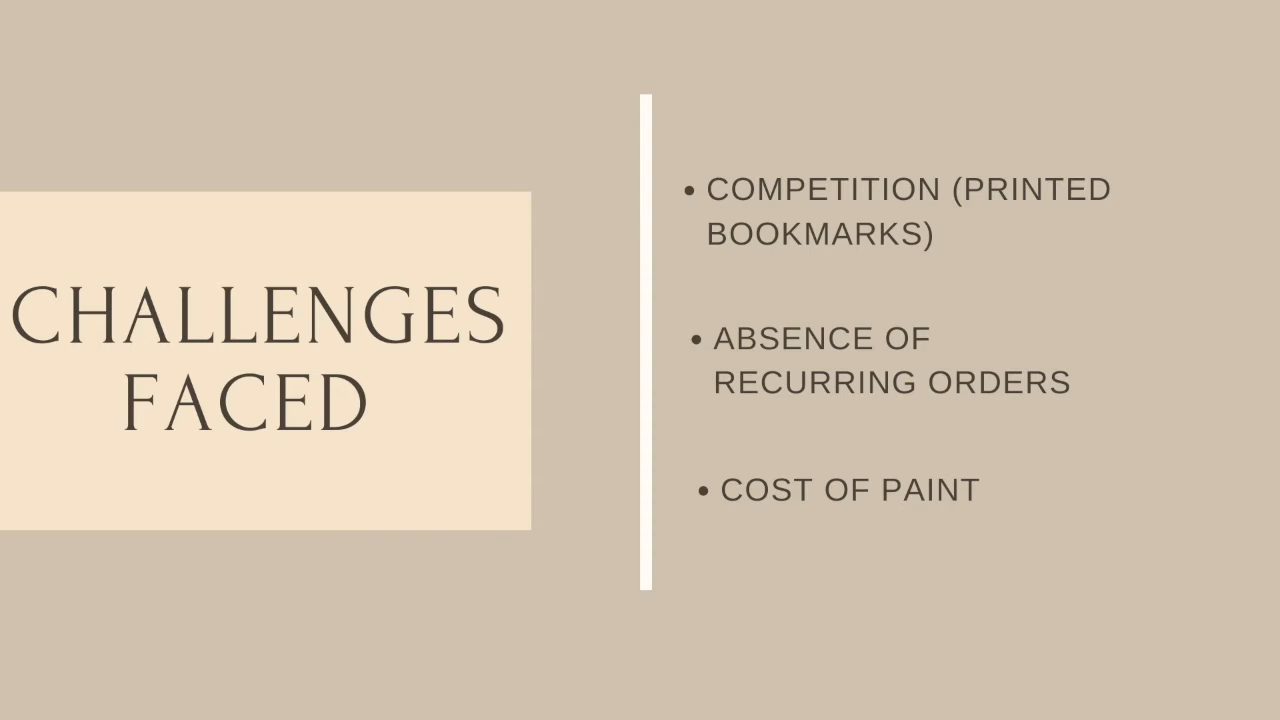 CHALLENGES
FACED
• COMPETITION (PRINTED
BOOKMARKS)
• ABSENCE OF
RECURRING ORDERS
• COST OF PAINT